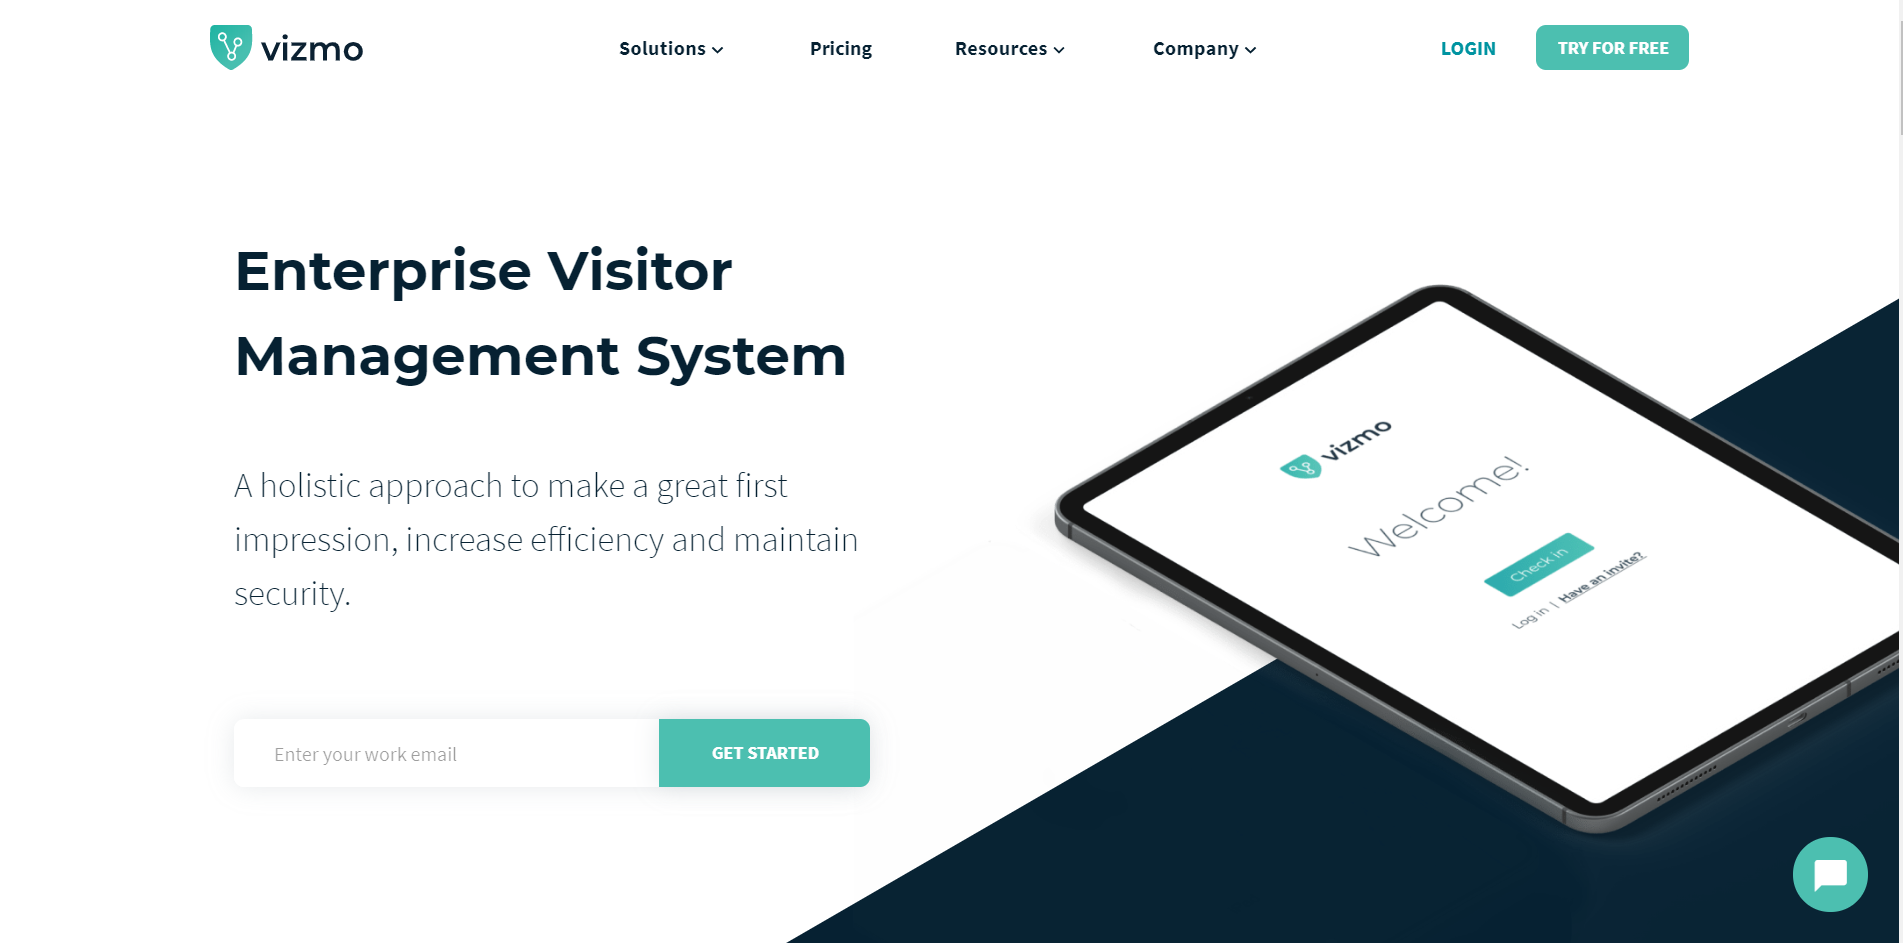 vizmo
Solutions
Pricing
Resources
Company
LOGIN
TRY FOR FREE
Enterprise Visitor
Management System
A holistic approach to make a great first
impression, increase efficiency and maintain
security.
Enter your work email
GET STARTED
vizmo
Welcome!
Check in
Log in | Have an invite?